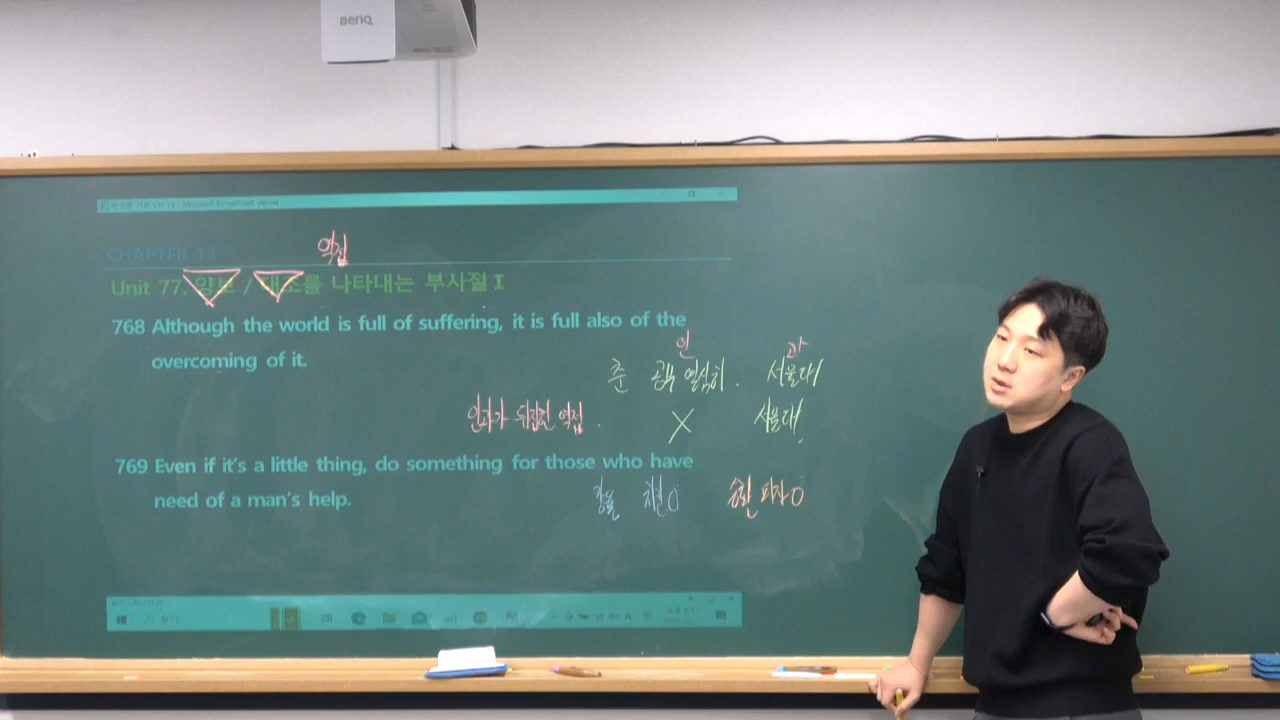 BenQ
CHAPTER 13
역접
Unit 77. 양보 / 대조를 나타내는 부사절 I
768 Although the world is full of suffering, it is full also of the
overcoming of it.
인 과
춘 공부 열심히. 서울대
인과가 뒤집힌 역접. X 서울대.
769 Even if it's a little thing, do something for those who have
need of a man's help.